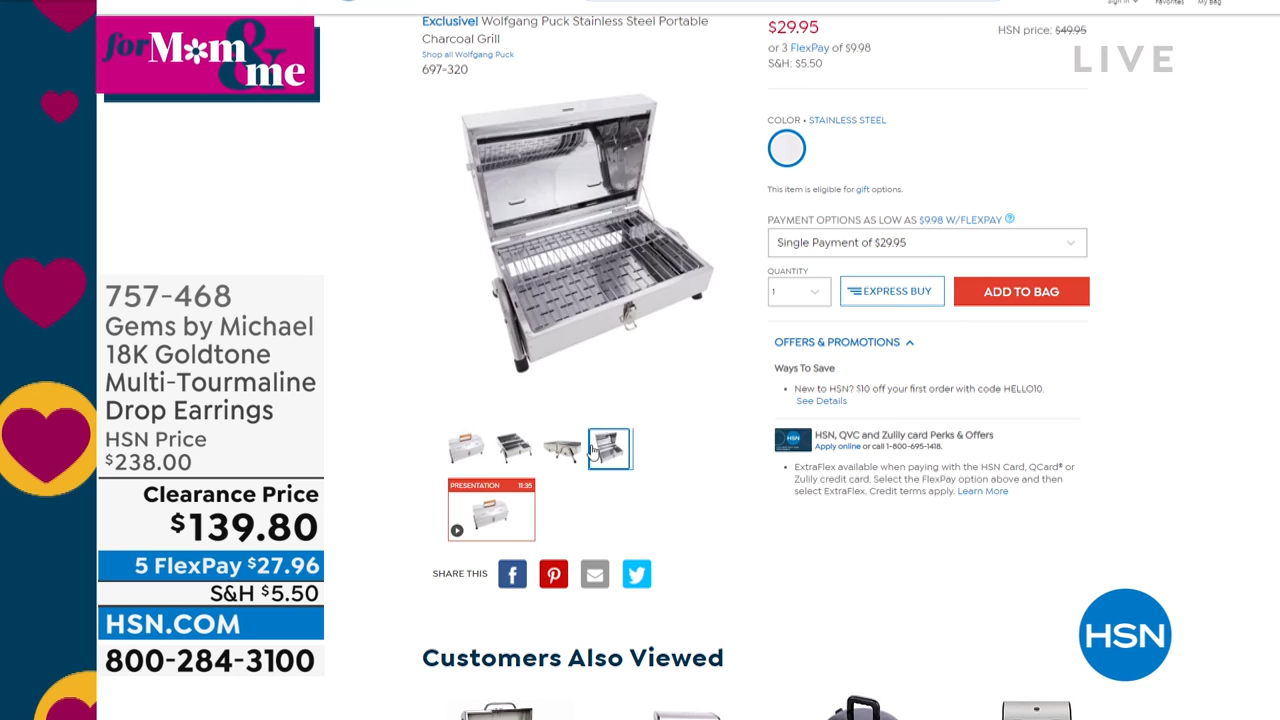 for M*m
& me
757-468
Gems by Michael
18K Goldtone
Multi-Tourmaline
Drop Earrings
HSN Price
$238.00
Clearance Price
$139.80
5 FlexPay $27.96
S&H $5.50
HSN.COM
800-284-3100
Sign In
Favorites
My Bag
Exclusive! Wolfgang Puck Stainless Steel Portable
Charcoal Grill
Shop all Wolfgang Puck
697-320
PRESENTATION 11:35
SHARE THIS
Customers Also Viewed
$29.95
HSN price: $49.95
or 3 FlexPay of $9.98
S&H: $5.50
LIVE
COLOR • STAINLESS STEEL
This item is eligible for gift options.
PAYMENT OPTIONS AS LOW AS $9.98 W/FLEXPAY ?
Single Payment of $29.95
QUANTITY
1
EXPRESS BUY
ADD TO BAG
OFFERS & PROMOTIONS
Ways To Save
• New to HSN? $10 off your first order with code HELLO10.
See Details
HSN
HSN, QVC and Zulily card Perks & Offers
Apply online or call 1-800-695-1418.
• ExtraFlex available when paying with the HSN Card, QCard® or
Zulily credit card. Select the FlexPay option above and then
select ExtraFlex. Credit terms apply. Learn More
HSN